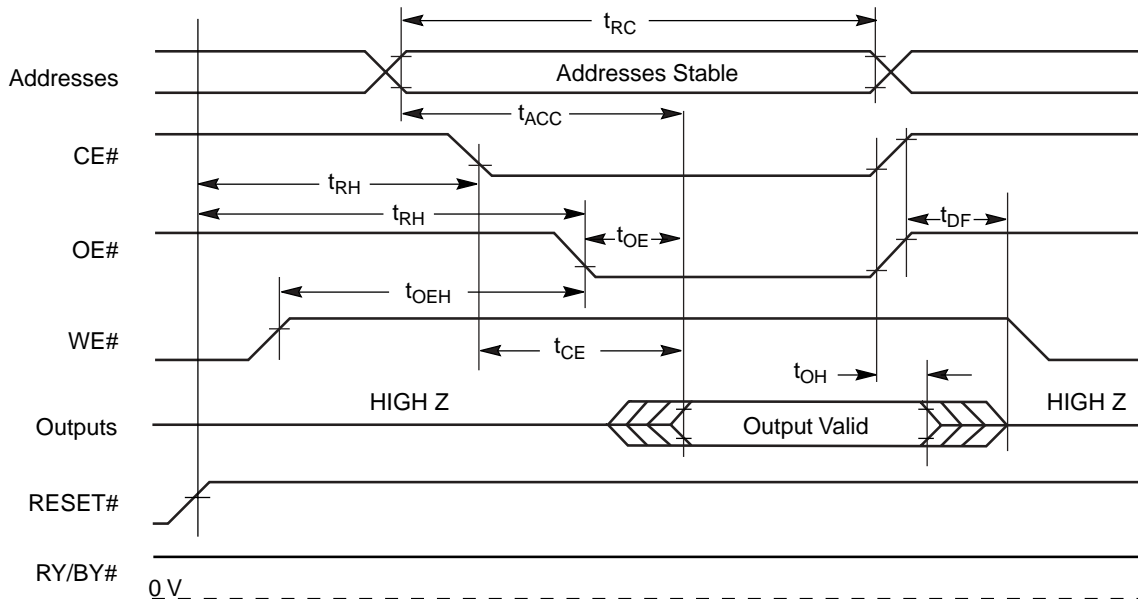 tRC
Addresses
Addresses Stable
tACC
CE#
tRH
tRH
tDF
OE#
tOE
tOEH
WE#
tCE
tOH
HIGH Z
HIGH Z
Outputs
Output Valid
RESET#
RY/BY#
0 V